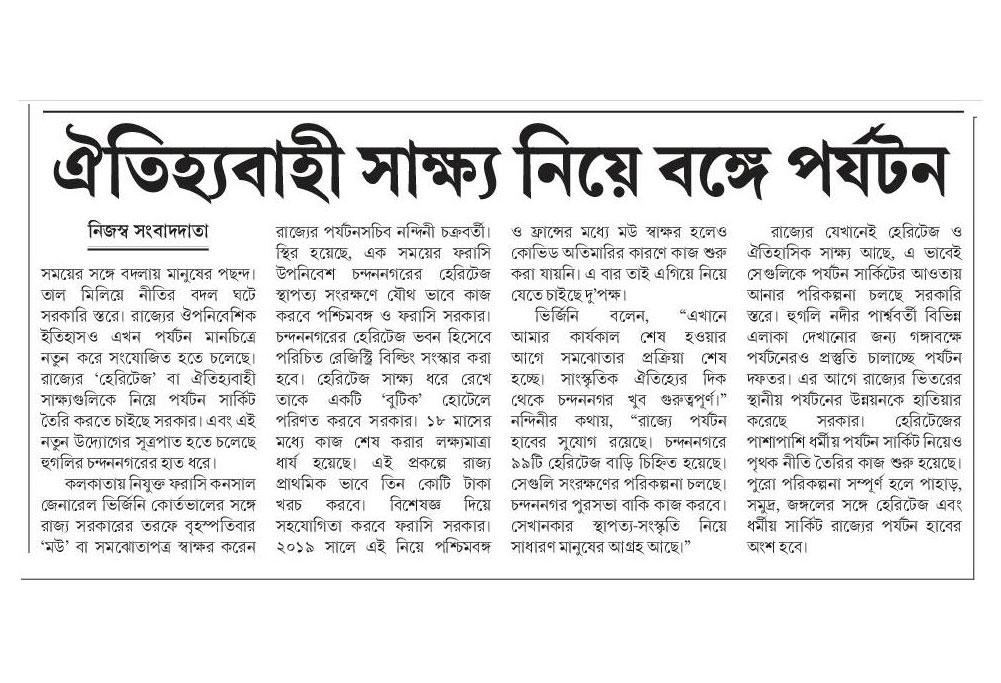 ঐতিহ্যবাহী সাক্ষ্য নিয়ে বঙ্গে পর্যটন
নিজস্ব সংবাদদাতা
সময়ের সঙ্গে বদলায় মানুষের পছন্দ।
তাল মিলিয়ে নীতির বদল ঘটে
সরকারি স্তরে। রাজ্যের ঔপনিবেশিক
ইতিহাসও এখন পর্যটন মানচিত্রে
নতুন করে সংযোজিত হতে চলেছে।
রাজ্যের ‘হেরিটেজ’ বা ঐতিহ্যবাহী
সাক্ষ্যগুলিকে নিয়ে পর্যটন সার্কিট
তৈরি করতে চাইছে সরকার। এবং এই
নতুন উদ্যোগের সূত্রপাত হতে চলেছে
হুগলির চন্দননগরের হাত ধরে।
কলকাতায় নিযুক্ত ফরাসি কনসাল
জেনারেল ভির্জিনি কোর্তভালের সঙ্গে
রাজ্য সরকারের তরফে বৃহস্পতিবার
‘মউ’ বা সমঝোতাপত্র স্বাক্ষর করেন
রাজ্যের পর্যটনসচিব নন্দিনী চক্রবর্তী।
স্থির হয়েছে, এক সময়ের ফরাসি
উপনিবেশ চন্দননগরের হেরিটেজ
স্থাপত্য সংরক্ষণে যৌথ ভাবে কাজ
করবে পশ্চিমবঙ্গ ও ফরাসি সরকার।
চন্দননগরের হেরিটেজ ভবন হিসেবে
পরিচিত রেজিস্ট্রি বিল্ডিং সংস্কার করা
হবে। হেরিটেজ সাক্ষ্য ধরে রেখে
তাকে একটি ‘বুটিক’ হোটেলে
পরিণত করবে সরকার। ১৮ মাসের
মধ্যে কাজ শেষ করার লক্ষ্যমাত্রা
ধার্য হয়েছে। এই প্রকল্পে রাজ্য
প্রাথমিক ভাবে তিন কোটি টাকা
খরচ করবে। বিশেষজ্ঞ দিয়ে
সহযোগিতা করবে ফরাসি সরকার।
২০১৯ সালে এই নিয়ে পশ্চিমবঙ্গ
ও ফ্রান্সের মধ্যে মউ স্বাক্ষর হলেও
কোভিড অতিমারির কারণে কাজ শুরু
করা যায়নি। এ বার তাই এগিয়ে নিয়ে
যেতে চাইছে দু’পক্ষ।
ভির্জিনি বলেন, “এখানে
আমার কার্যকাল শেষ হওয়ার
আগে সমঝোতার প্রক্রিয়া শেষ
হচ্ছে। সাংস্কৃতিক ঐতিহ্যের দিক
থেকে চন্দননগর খুব গুরুত্বপূর্ণ।”
নন্দিনীর কথায়, “রাজ্যে পর্যটন
হাবের সুযোগ রয়েছে। চন্দননগরে
৯৯টি হেরিটেজ বাড়ি চিহ্নিত হয়েছে।
সেগুলি সংরক্ষণের পরিকল্পনা চলছে।
চন্দননগর পুরসভা বাকি কাজ করবে।
সেখানকার স্থাপত্য-সংস্কৃতি নিয়ে
সাধারণ মানুষের আগ্রহ আছে।”
রাজ্যের যেখানেই হেরিটেজ ও
ঐতিহাসিক সাক্ষ্য আছে, এ ভাবেই
সেগুলিকে পর্যটন সার্কিটের আওতায়
আনার পরিকল্পনা চলছে সরকারি
স্তরে। হুগলি নদীর পার্শ্ববর্তী বিভিন্ন
এলাকা দেখানোর জন্য গঙ্গাবক্ষে
পর্যটনেরও প্রস্তুতি চালাচ্ছে পর্যটন
দফতর। এর আগে রাজ্যের ভিতরের
স্থানীয় পর্যটনের উন্নয়নকে হাতিয়ার
করেছে সরকার। হেরিটেজের
পাশাপাশি ধর্মীয় পর্যটন সার্কিট নিয়েও
পৃথক নীতি তৈরির কাজ শুরু হয়েছে।
পুরো পরিকল্পনা সম্পূর্ণ হলে পাহাড়,
সমুদ্র, জঙ্গলের সঙ্গে হেরিটেজ এবং
ধর্মীয় সার্কিট রাজ্যের পর্যটন হাবের
অংশ হবে।